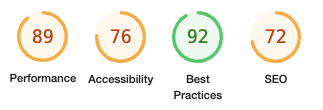 89 76 92 72
Performance Accessibility Best SEO
Practices